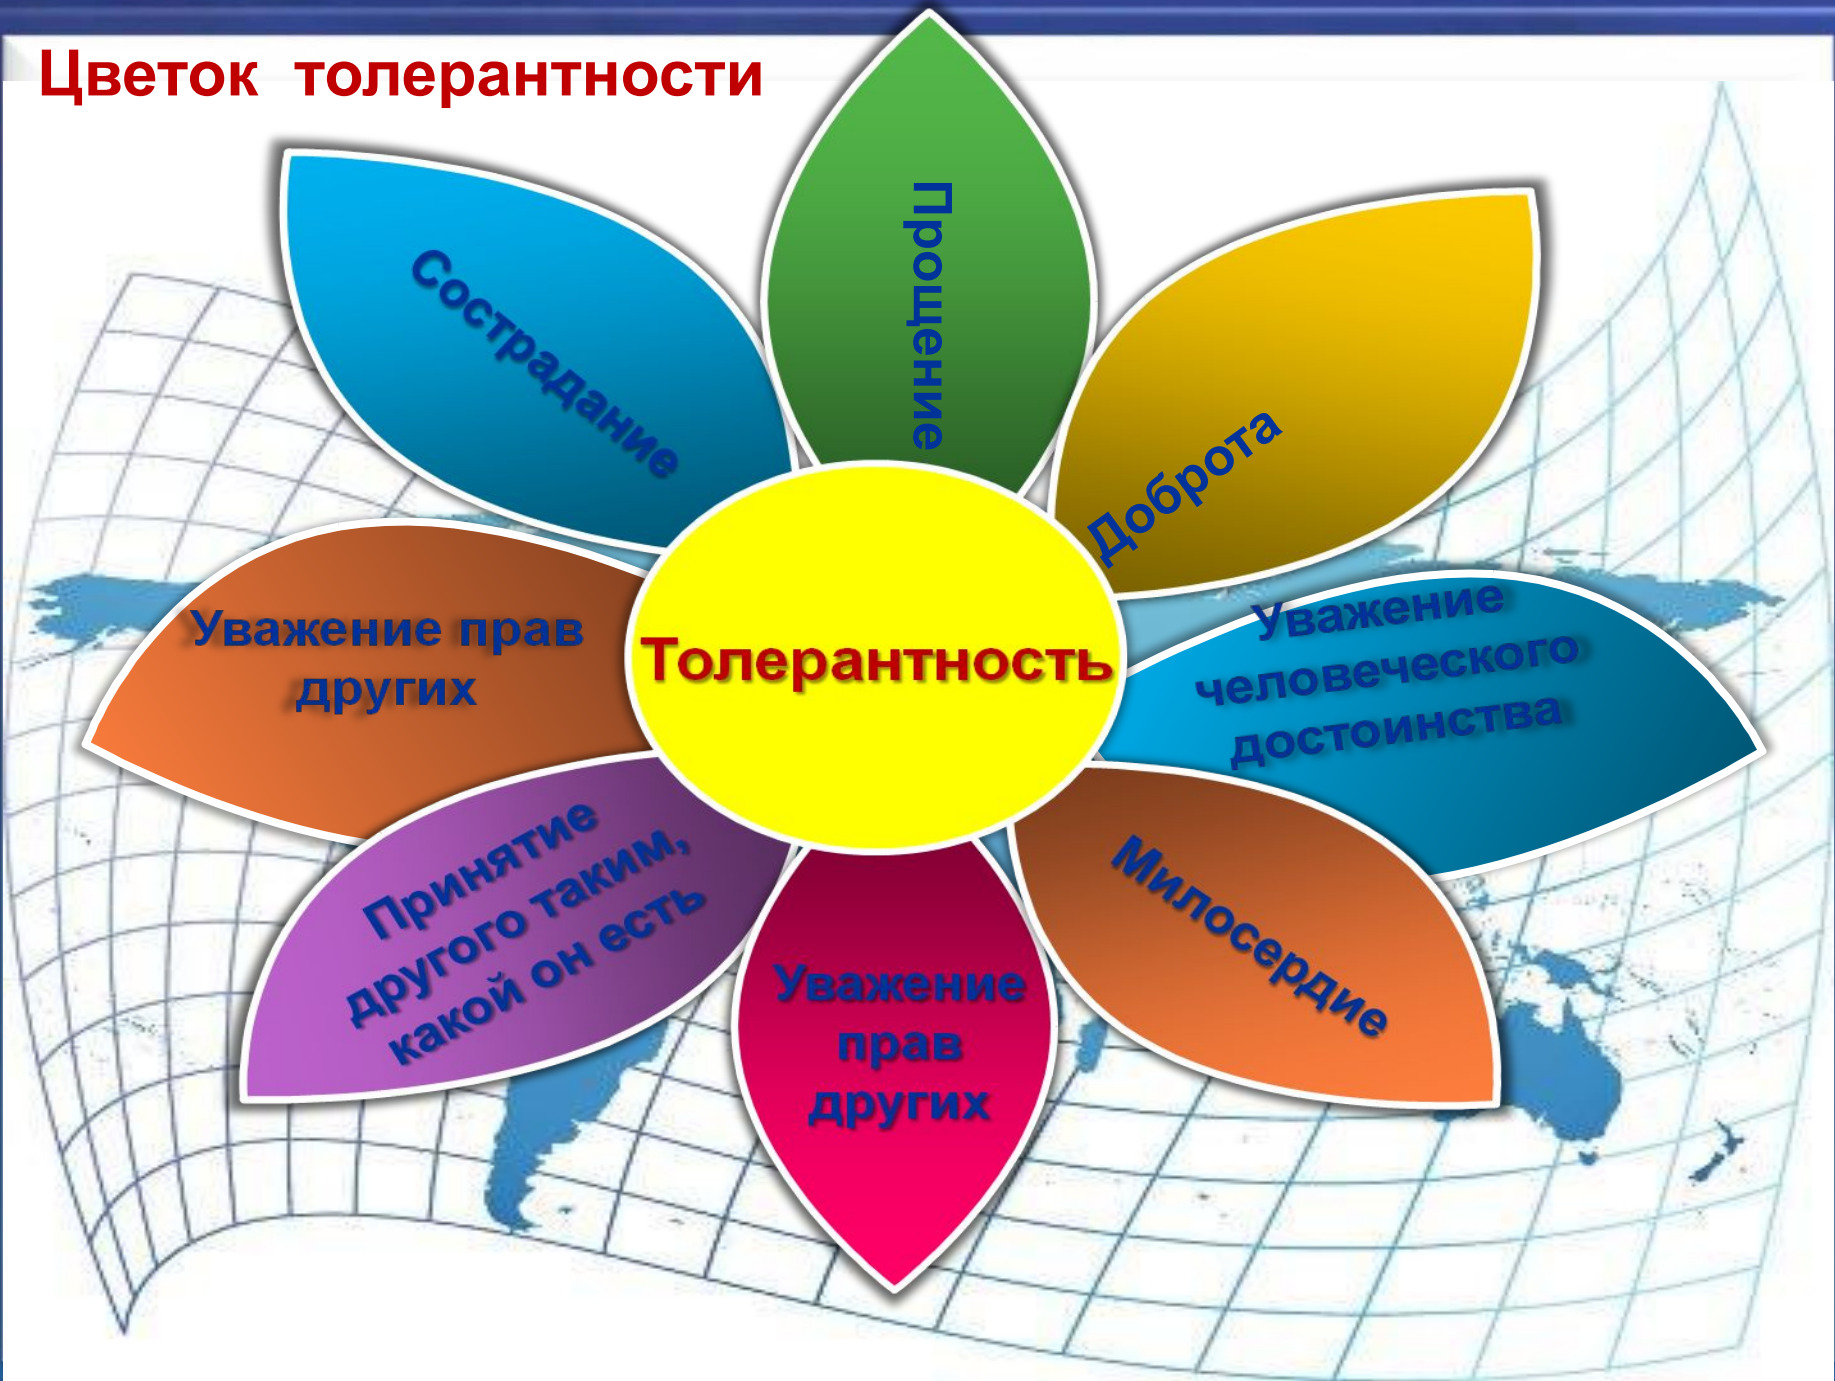 Цветок толерантности
Прощение
Сострадание
Доброта
Уважение прав
других
Толерантность
Уважение
человеческого
достоинства
Принятие
другого таким,
какой он есть
Милосердие
Уважение
прав
других